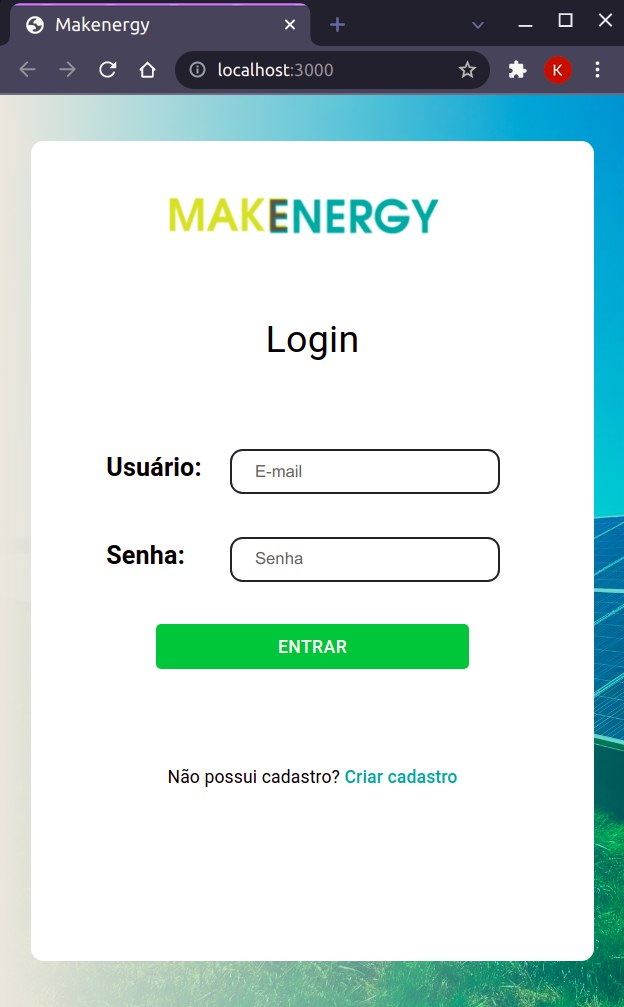 Makenergy
localhost:3000
K
MAKENERGY
Login
Usuário: E-mail
Senha: Senha
ENTRAR
Não possui cadastro? Criar cadastro